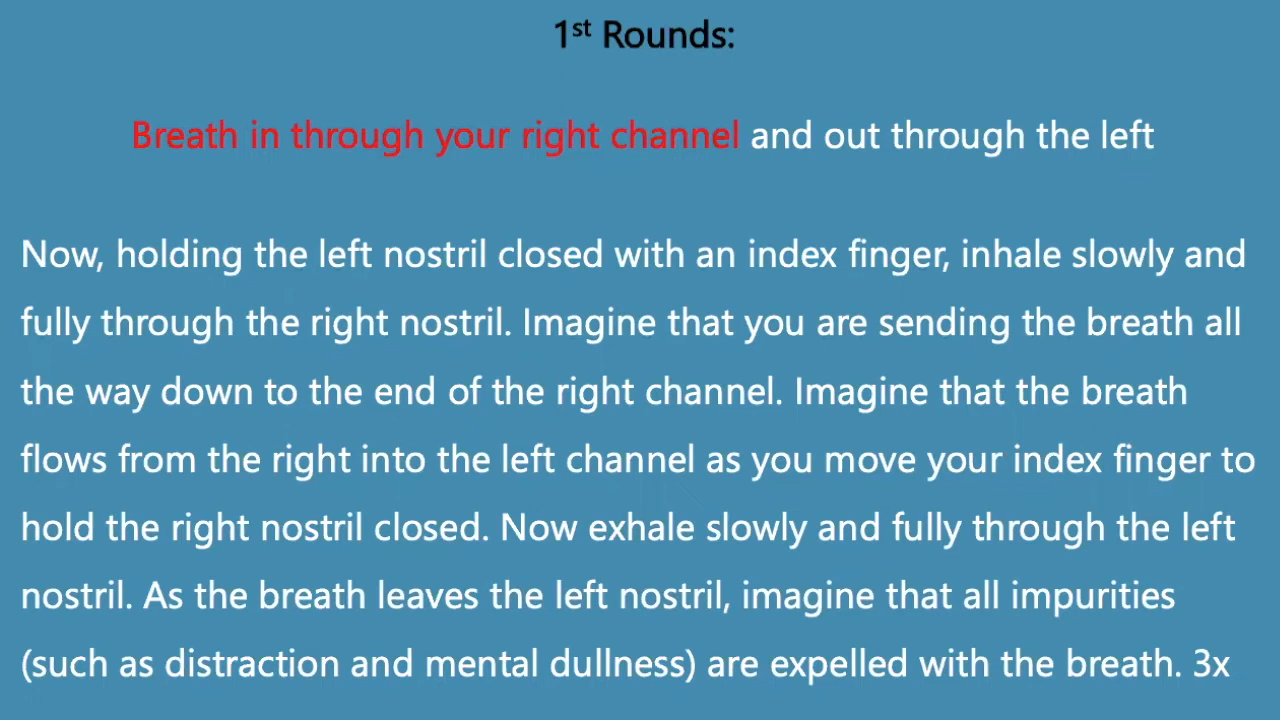 1st Rounds:
Breath in through your right channel and out through the left
Now, holding the left nostril closed with an index finger, inhale slowly and
fully through the right nostril. Imagine that you are sending the breath all
the way down to the end of the right channel. Imagine that the breath
flows from the right into the left channel as you move your index finger to
hold the right nostril closed. Now exhale slowly and fully through the left
nostril. As the breath leaves the left nostril, imagine that all impurities
(such as distraction and mental dullness) are expelled with the breath. 3x